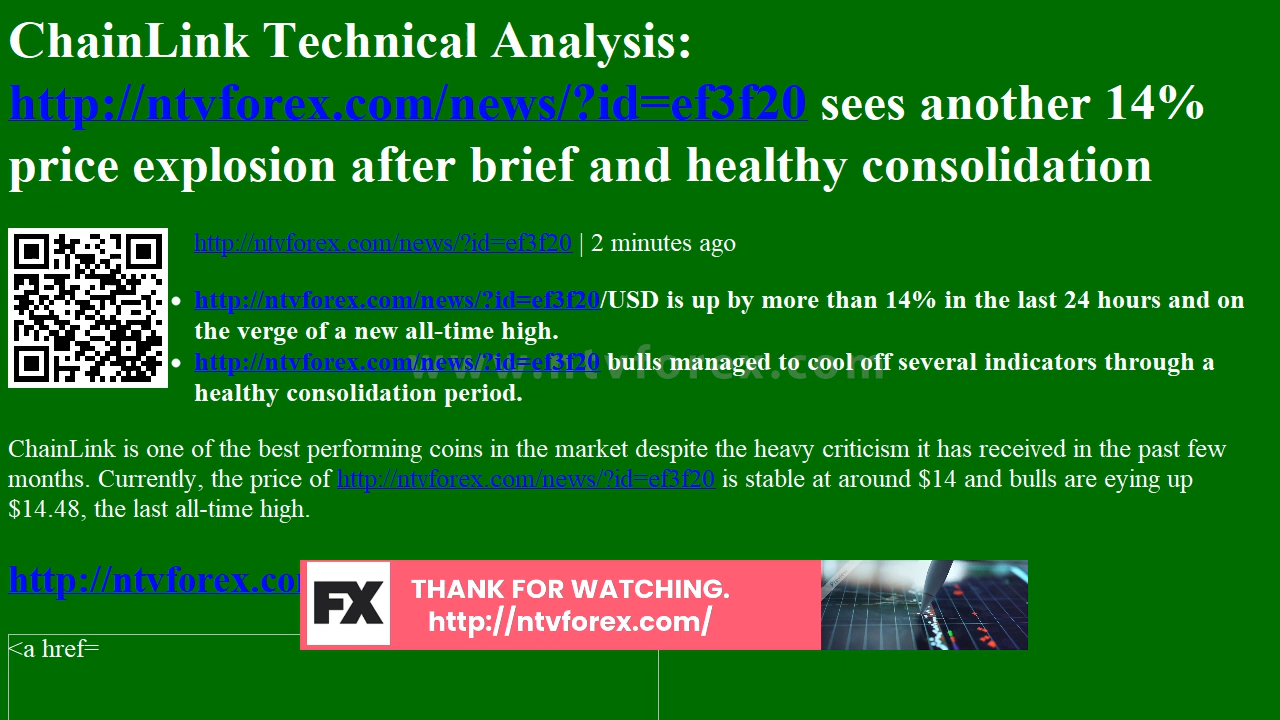 ChainLink Technical Analysis:
http://ntvforex.com/news/?id=ef3f20 sees another 14%
price explosion after brief and healthy consolidation
http://ntvforex.com/news/?id=ef3f20 | 2 minutes ago
http://ntvforex.com/news/?id=ef3f20/USD is up by more than 14% in the last 24 hours and on
the verge of a new all-time high.
http://ntvforex.com/news/?id=ef3f20 bulls managed to cool off several indicators through a
healthy consolidation period.
www.ntvforex.com
ChainLink is one of the best performing coins in the market despite the heavy criticism it has received in the past few
months. Currently, the price of http://ntvforex.com/news/?id=ef3f20 is stable at around $14 and bulls are eying up
$14.48, the last all-time high.
http://ntvforex.co
FX
THANK FOR WATCHING.
http://ntvforex.com/
<a href=